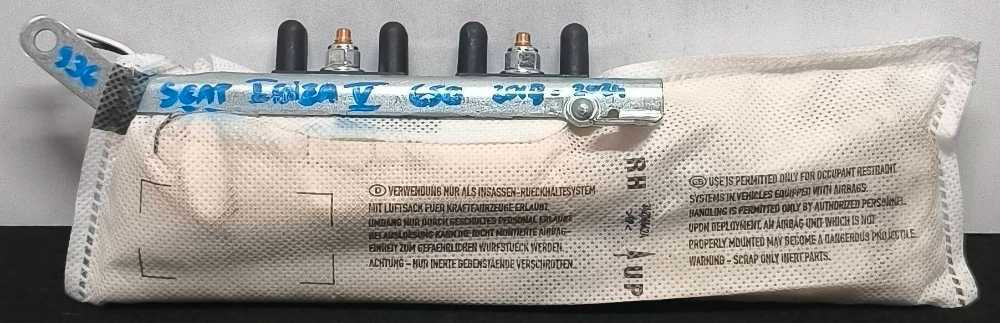 536
SEAT IBIZA V 6SG 2017 - 2024
D VERWENDUNG NUR ALS INSASSEN-RUECKHALTESYSTEM
MIT LUFTSACK FUER KRAFTFAHRZEUGE ERLAUBT.
UMGANG NUR DURCH GESCHULTES PERSONAL ERLAUBT.
BEI AUSLOESUNG KANN DIE NICHT MONTIERTE AIRBAG-
EINHEIT ZUM GEFAEHRLICHEN WURFSTUECK WERDEN.
ACHTUNG - NUR INERTE GEGENSTAENDE VERSCHROTTEN.
RH
UP
GB USE IS PERMITTED ONLY FOR OCCUPANT RESTRAINT
SYSTEMS IN VEHICLES EQUIPPED WITH AIRBAGS.
HANDLING IS PERMITTED ONLY BY AUTHORIZED PERSONNEL.
UPON DEPLOYMENT, AN AIRBAG UNIT WHICH IS NOT
PROPERLY MOUNTED MAY BECOME A DANGEROUS PROJECTILE.
WARNING - SCRAP ONLY INERT PARTS.